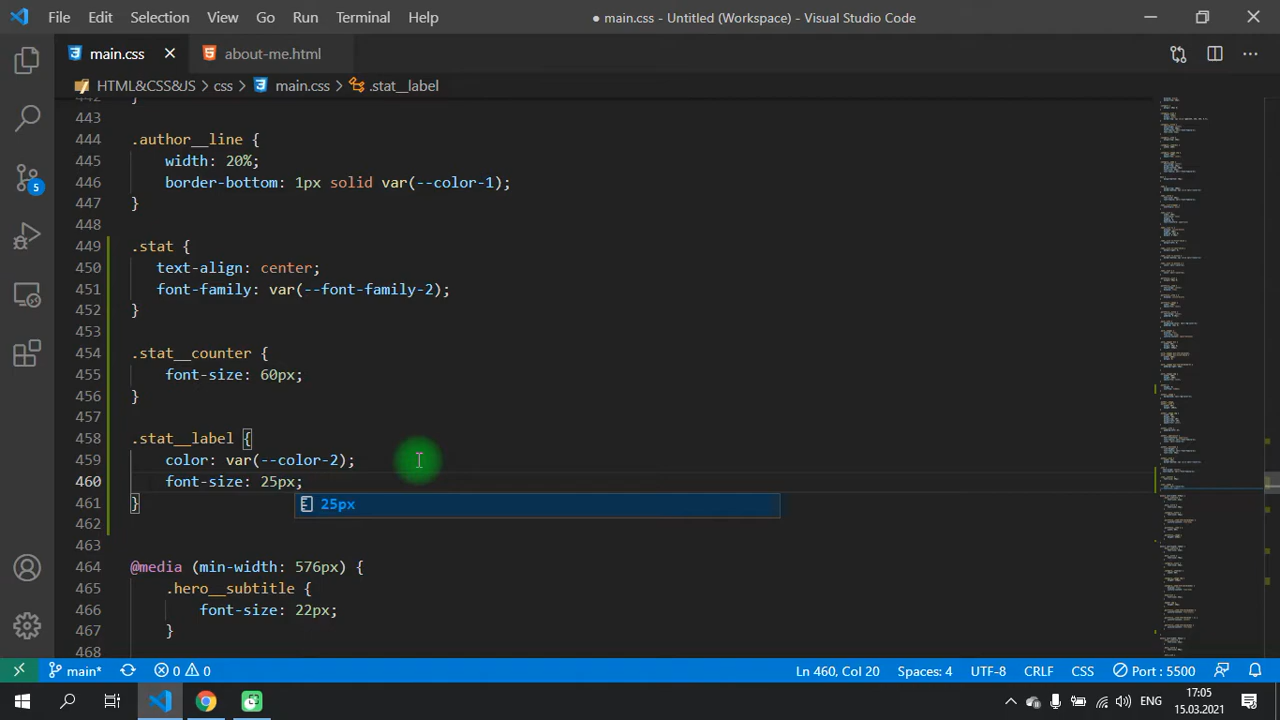 File Edit Selection View Go Run Terminal Help
● main.css - Untitled (Workspace) - Visual Studio Code
main.css
about-me.html
HTML&CSS&JS > css > main.css > .stat__label
442 }
443
444 .author__line {
445 width: 20%;
446 border-bottom: 1px solid var(--color-1);
447 }
448
449 .stat {
450 text-align: center;
451 font-family: var(--font-family-2);
452 }
453
454 .stat__counter {
455 font-size: 60px;
456 }
457
458 .stat__label {
459 color: var(--color-2);
460 font-size: 25px;
461 }
25px
462
463
464 @media (min-width: 576px) {
465 .hero__subtitle {
466 font-size: 22px;
467 }
468
5
main* 0 0 Ln 460, Col 20 Spaces: 4 UTF-8 CRLF CSS Port : 5500
ENG
17:05
15.03.2021